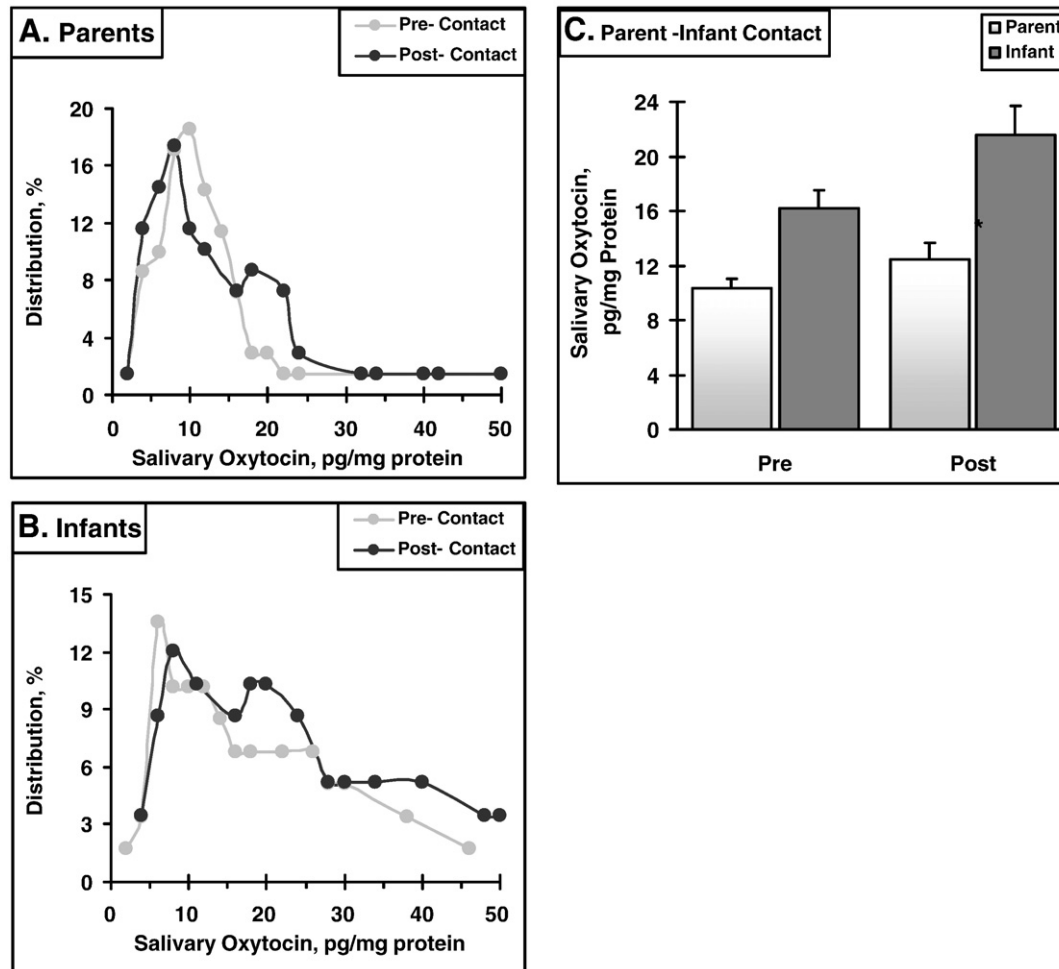 A. Parents
Pre- Contact
Post- Contact
20
16
12
8
4
0
Distribution, %
0 10 20 30 40 50
Salivary Oxytocin, pg/mg protein
C. Parent -Infant Contact
Parent
Infant
24
20
16
12
8
4
0
Salivary Oxytocin,
pg/mg Protein
*
Pre Post
B. Infants
Pre- Contact
Post- Contact
15
12
9
6
3
0
Distribution, %
0 10 20 30 40 50
Salivary Oxytocin, pg/mg protein